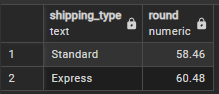 shipping_type round
text numeric
1 Standard 58.46
2 Express 60.48